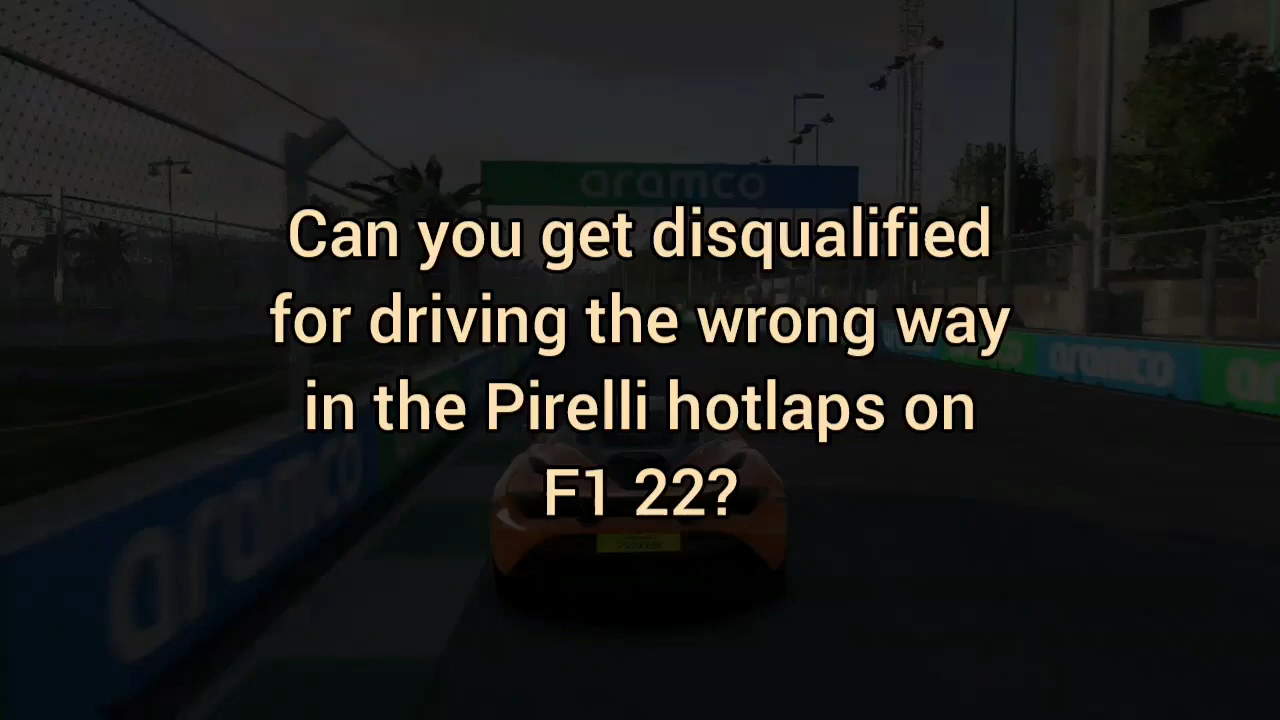 aramco
Can you get disqualified
for driving the wrong way
in the Pirelli hotlaps on
F1 22?
aramco
aramco